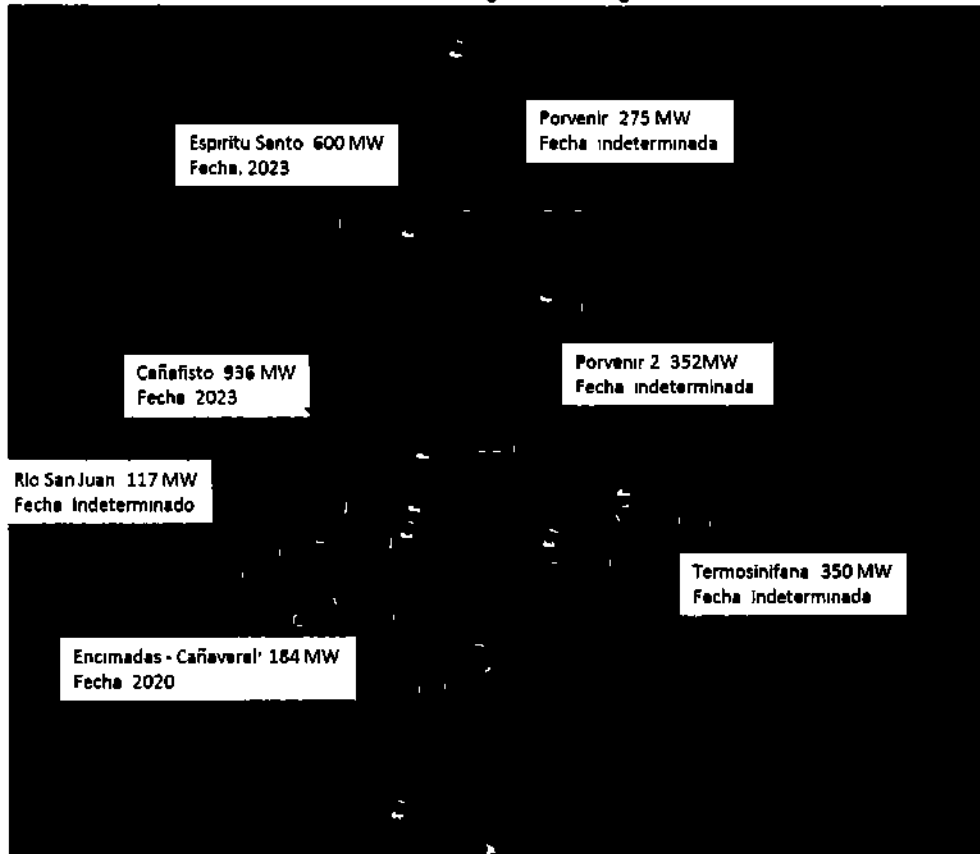 Porvenir 275 MW
Fecha indeterminada
Espiritu Santo 600 MW
Fecha. 2023
Porvenir 2 352MW
Fecha indeterminada
Cañafisto 936 MW
Fecha 2023
Rio San Juan 117 MW
Fecha Indeterminado
Termosinifana 350 MW
Fecha Indeterminada
Encimadas - Cañaveral' 184 MW
Fecha 2020